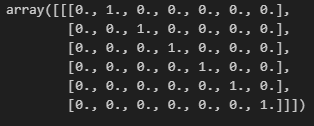 array([[[0., 1., 0., 0., 0., 0., 0.],
[0., 0., 1., 0., 0., 0., 0.],
[0., 0., 0., 1., 0., 0., 0.],
[0., 0., 0., 0., 1., 0., 0.],
[0., 0., 0., 0., 0., 1., 0.],
[0., 0., 0., 0., 0., 0., 1.]]])